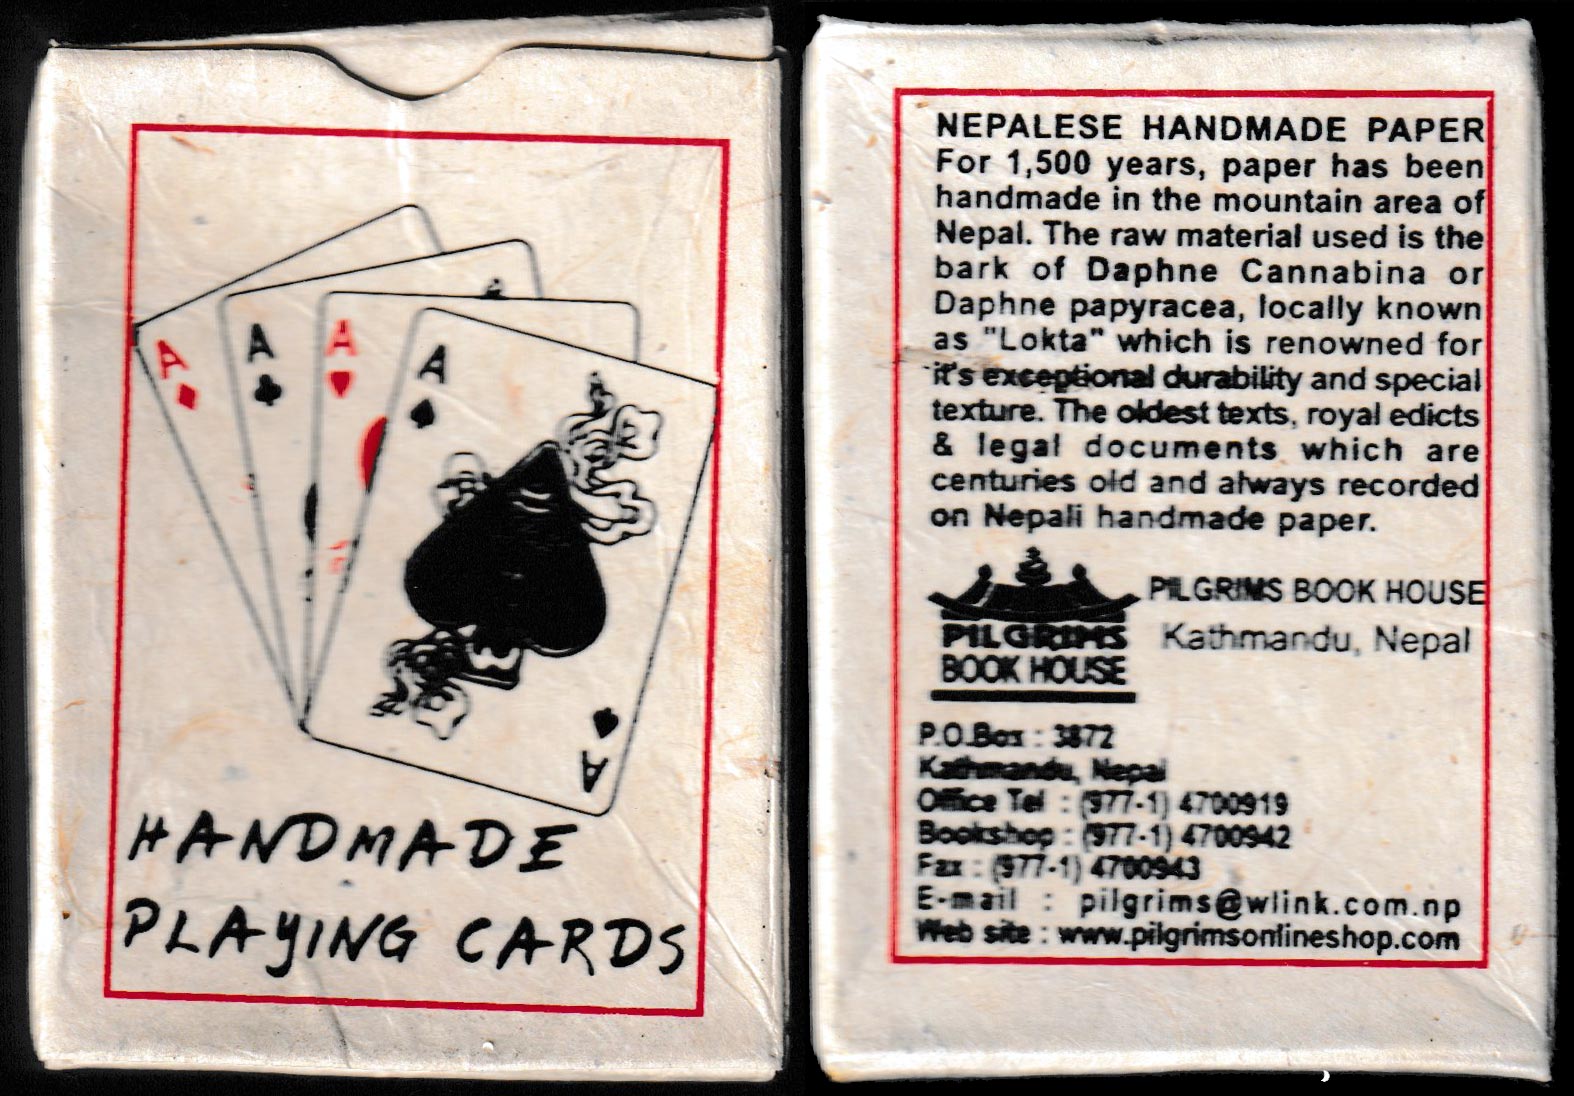 A
A
A
A
A
HANDMADE
PLAYING CARDS
NEPALESE HANDMADE PAPER
For 1,500 years, paper has been
handmade in the mountain area of
Nepal. The raw material used is the
bark of Daphne Cannabina or
Daphne papyracea, locally known
as "Lokta" which is renowned for
it's exceptional durability and special
texture. The oldest texts, royal edicts
& legal documents which are
centuries old and always recorded
on Nepali handmade paper.
PILGRIMS
BOOK HOUSE
PILGRIMS BOOK HOUSE
Kathmandu, Nepal
P.O.Box : 3872
Kathmandu, Nepal
Office Tel : (977-1) 4700919
Bookshop : (977-1) 4700942
Fax : (977-1) 4700943
E-mail : pilgrims@wlink.com.np
Web site : www.pilgrimsonlineshop.com